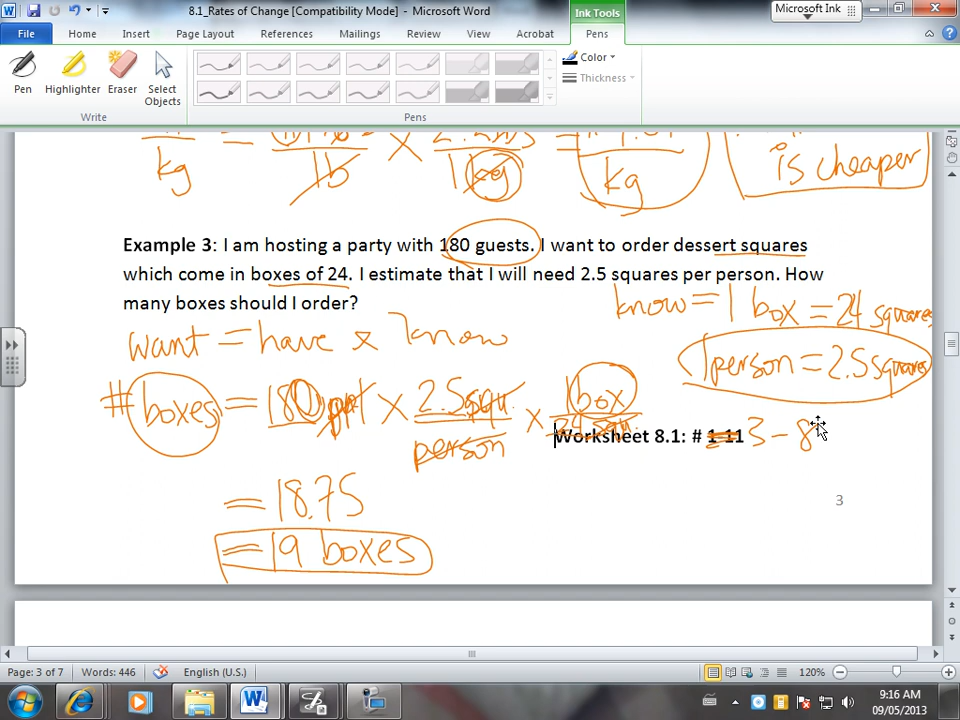 8.1_Rates of Change [Compatibility Mode] - Microsoft Word
Ink Tools
Microsoft Ink
File Home Insert Page Layout References Mailings Review View Acrobat Pens
Pen Highlighter Eraser Select Objects
Color
Thickness
Write Pens
kg lb 1 kg kg
is cheaper
Example 3: I am hosting a party with 180 guests. I want to order dessert squares
which come in boxes of 24. I estimate that I will need 2.5 squares per person. How
many boxes should I order?
know = 1 box = 24 squares
want = have x know
1 person = 2.5 squares
# boxes = 180 ppl x 2.5 squ. / person x 1 box / 24 squ.
Worksheet 8.1: # 1-11 3-8
= 18.75
3
= 19 boxes
Page: 3 of 7 Words: 446 English (U.S.) 120%
9:16 AM
09/05/2013